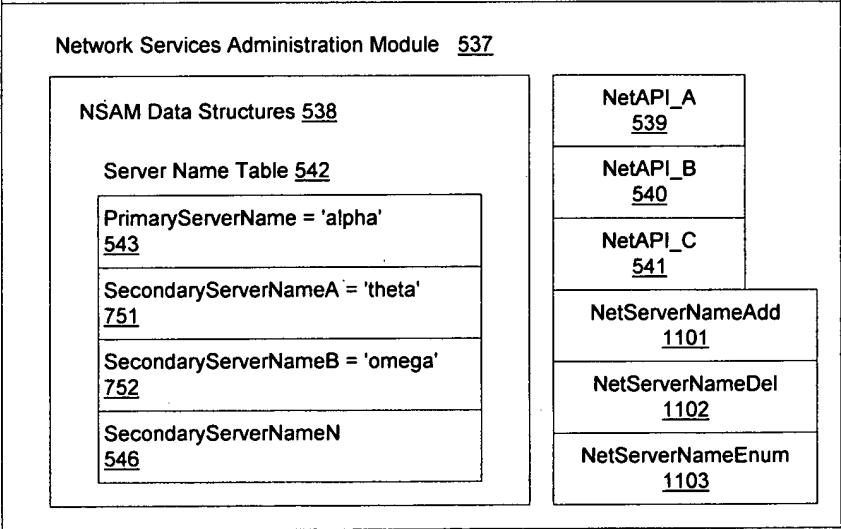 Network Services Administration Module 537
NSAM Data Structures 538
Server Name Table 542
PrimaryServerName = 'alpha'
543
SecondaryServerNameA = 'theta'
751
SecondaryServerNameB = 'omega'
752
SecondaryServerNameN
546
NetAPI_A
539
NetAPI_B
540
NetAPI_C
541
NetServerNameAdd
1101
NetServerNameDel
1102
NetServerNameEnum
1103